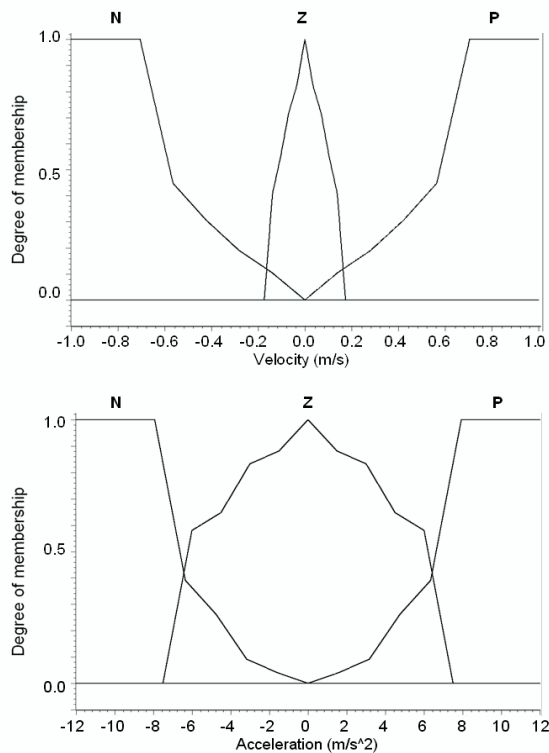 N Z P
1.0
0.5
0.0
Degree of membership
-1.0 -0.8 -0.6 -0.4 -0.2 0.0 0.2 0.4 0.6 0.8 1.0
Velocity (m/s)
N Z P
1.0
0.5
0.0
Degree of membership
-12 -10 -8 -6 -4 -2 0 2 4 6 8 10 12
Acceleration (m/s^2)